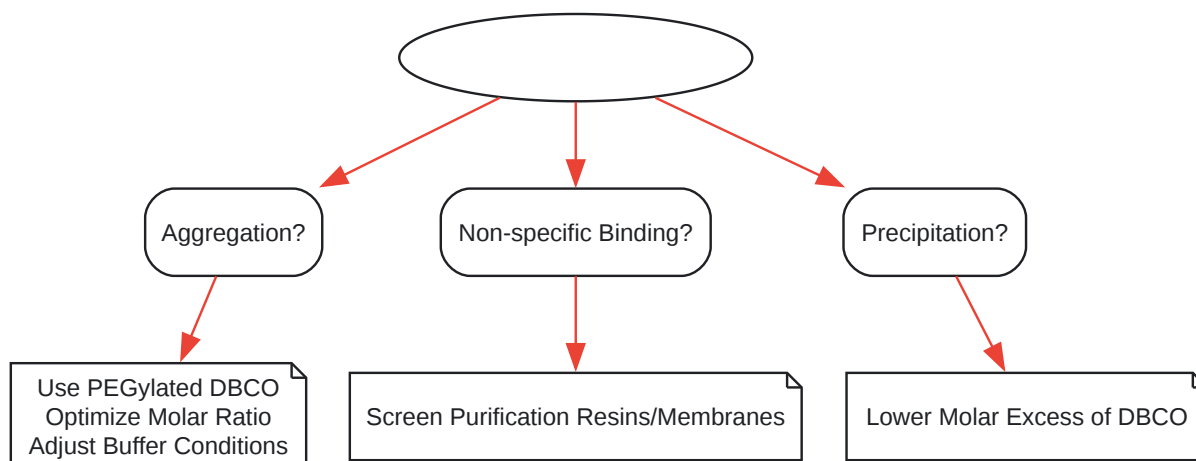 Aggregation?
Non-specific Binding?
Precipitation?
Use PEGylated DBCO
Optimize Molar Ratio
Adjust Buffer Conditions
Screen Purification Resins/Membranes
Lower Molar Excess of DBCO